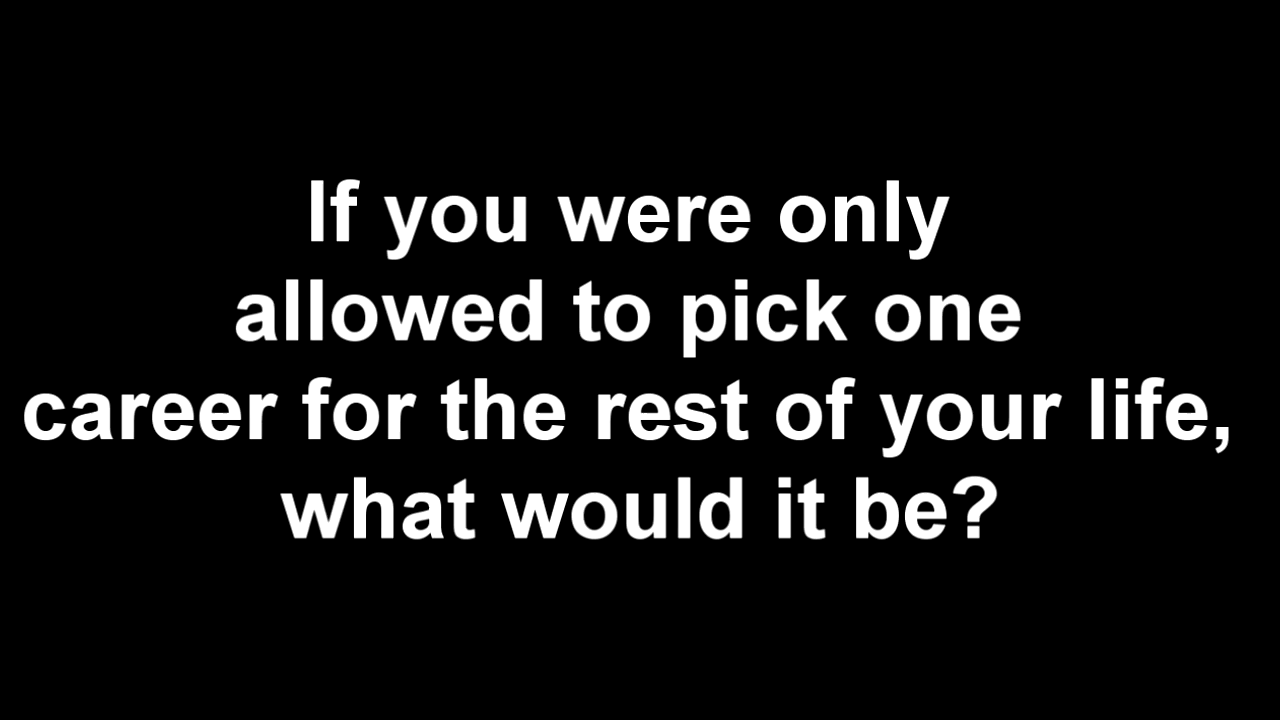 If you were only
allowed to pick one
career for the rest of your life,
what would it be?